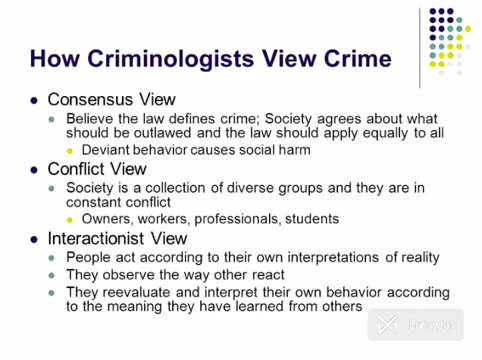 How Criminologists View Crime
Consensus View
Believe the law defines crime; Society agrees about what
should be outlawed and the law should apply equally to all
Deviant behavior causes social harm
Conflict View
Society is a collection of diverse groups and they are in
constant conflict
Owners, workers, professionals, students
Interactionist View
People act according to their own interpretations of reality
They observe the way other react
They reevaluate and interpret their own behavior according
to the meaning they have learned from others